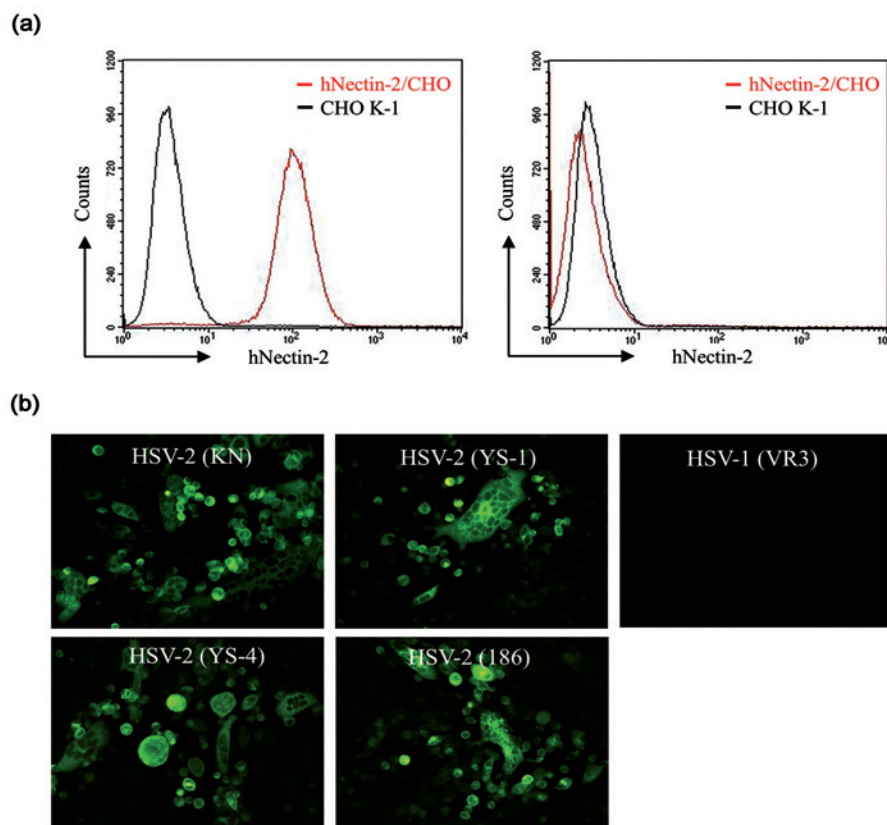 (a)
1200
960
720
480
240
0
Counts
hNectin-2/CHO
CHO K-1
10⁰
10¹
10²
10³
10⁴
hNectin-2
1200
960
720
480
240
0
Counts
hNectin-2/CHO
CHO K-1
10⁰
10¹
10²
10³
hNectin-2
(b)
HSV-2 (KN)
HSV-2 (YS-1)
HSV-1 (VR3)
HSV-2 (YS-4)
HSV-2 (186)